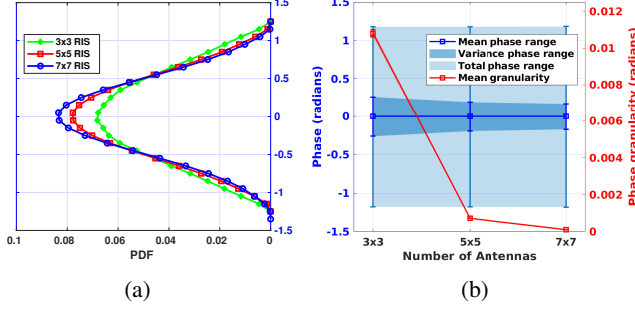 3x3 RIS
5x5 RIS
7x7 RIS
1.5
1
0.5
0
-0.5
-1
-1.5
0.1
0.08
0.06
0.04
0.02
0
PDF
(a)
Phase (radians)
1.5
1
0.5
0
-0.5
-1
-1.5
Mean phase range
Variance phase range
Total phase range
Mean granularity
3x3
5x5
7x7
Number of Antennas
0.012
0.01
0.008
0.006
0.004
0.002
0
Phase granularity (radians)
(b)